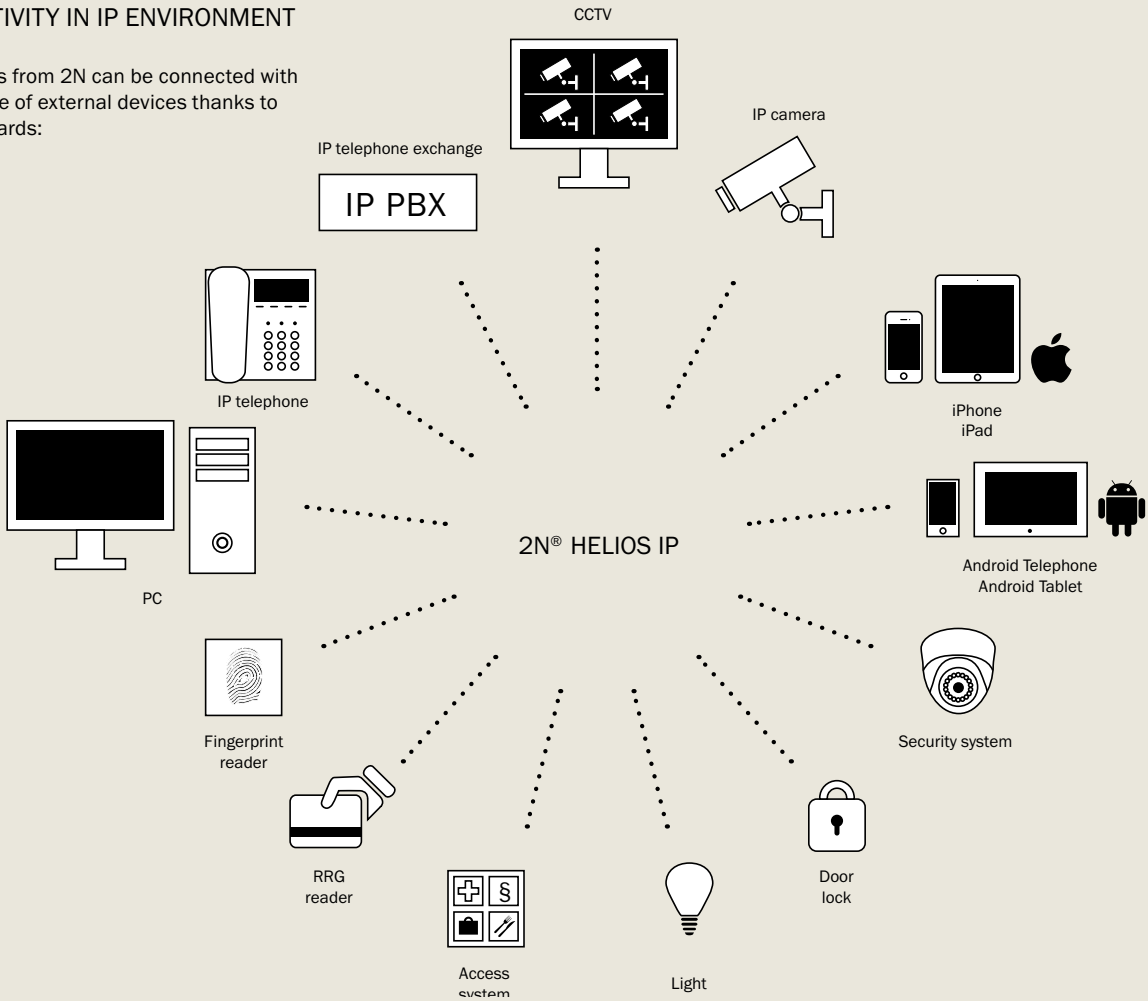 TIVITY IN IP ENVIRONMENT
s from 2N can be connected with
e of external devices thanks to
ards:
CCTV
IP camera
IP telephone exchange
IP PBX
IP telephone
iPhone
iPad
2N® HELIOS IP
Android Telephone
Android Tablet
PC
Fingerprint
reader
Security system
RRG
reader
Door
lock
§
Access
system
Light